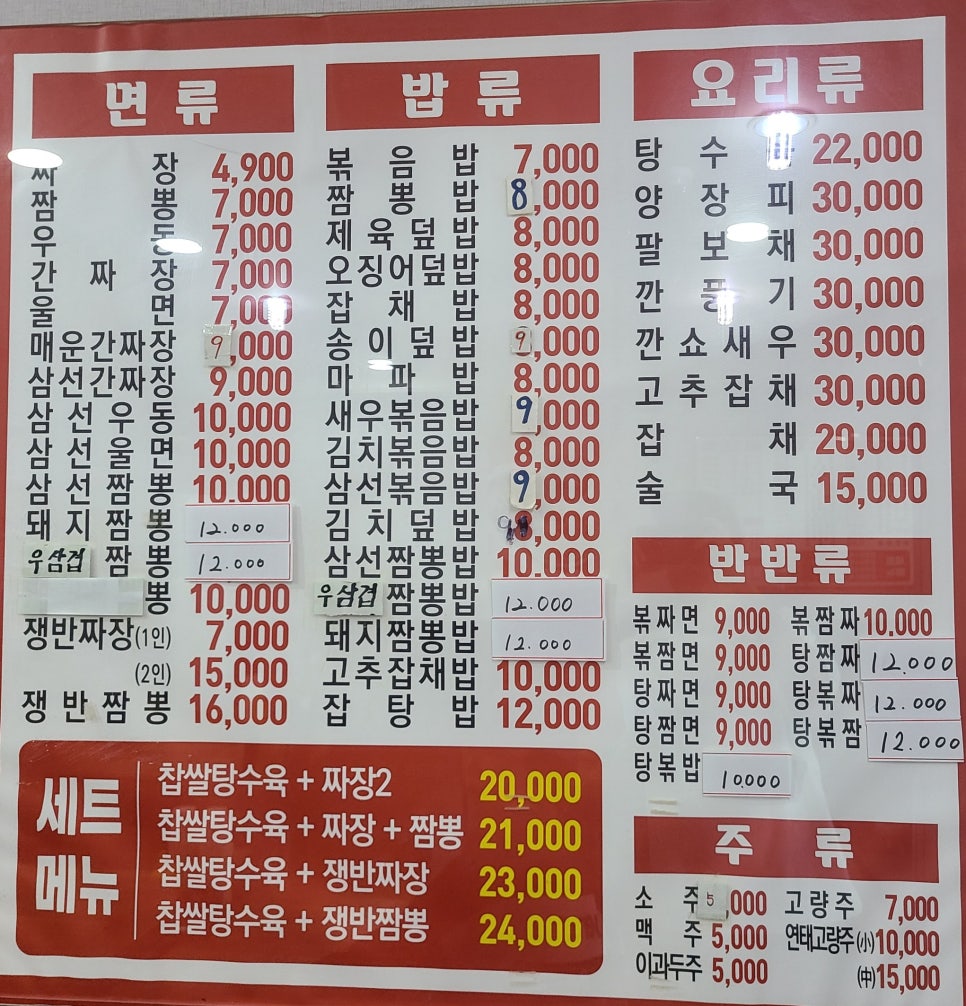 면류
장 4,900
짬뽕 7,000
우동 7,000
간짜장 7,000
울면 7,000
매운간짜장 9,000
삼선간짜장 9,000
삼선우동 10,000
삼선울면 10,000
삼선짬뽕 10,000
돼지짬뽕 12.000
우삼겹 짬뽕 12.000
뽕 10,000
쟁반짜장(1인) 7,000
(2인) 15,000
쟁반짬뽕 16,000
밥류
볶음밥 7,000
짬뽕밥 8,000
제육덮밥 8,000
오징어덮밥 8,000
잡채밥 8,000
송이덮밥 9,000
마파밥 8,000
새우볶음밥 9,000
김치볶음밥 8,000
삼선볶음밥 9,000
김치덮밥
삼선짬뽕밥 10,000
우삼겹 짬뽕밥 12.000
돼지짬뽕밥 12.000
고추잡채밥 10,000
잡탕밥 12,000
요리류
탕수 22,000
양장피 30,000
팔보채 30,000
깐풍기 30,000
깐쇼새우 30,000
고추잡채 30,000
잡채 20,000
술국 15,000
반반류
볶짜면 9,000
볶짬면 9,000
탕짜면 9,000
탕짬면 9,000
탕볶밥 10000
볶짬짜 10,000
탕짬짜 12.000
탕볶짜 12.000
탕볶짬 12.000
세트
메뉴
찹쌀탕수육 + 짜장2 20,000
찹쌀탕수육 + 짜장 + 짬뽕 21,000
찹쌀탕수육 + 쟁반짜장 23,000
찹쌀탕수육 + 쟁반짬뽕 24,000
주류
소주 5,000
맥주 5,000
이과두주 5,000
고량주 7,000
연태고량주(小) 10,000
(中) 15,000